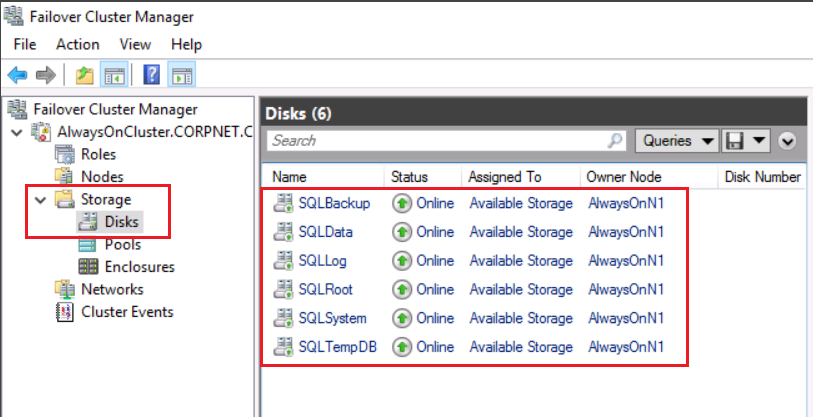 Failover Cluster Manager
File Action View Help
Failover Cluster Manager
AlwaysOnCluster.CORPNET.C
Roles
Nodes
Storage
Disks
Pools
Enclosures
Networks
Cluster Events
Disks (6)
Search Queries
Name Status Assigned To Owner Node Disk Number
SQLBackup Online Available Storage AlwaysOnN1
SQLData Online Available Storage AlwaysOnN1
SQLLog Online Available Storage AlwaysOnN1
SQLRoot Online Available Storage AlwaysOnN1
SQLSystem Online Available Storage AlwaysOnN1
SQLTempDB Online Available Storage AlwaysOnN1